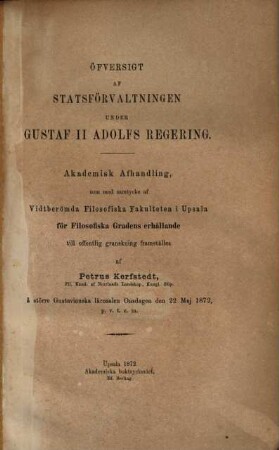 ÖFVERSIGT
AF
STATSFÖRVALTNINGEN
UNDER
GUSTAF II ADOLFS REGERING.
Akademisk Afhandling,
som med samtycke af
Vidtberömda Filosofiska Fakulteten i Upsala
för Filosofiska Gradens erhållande
till offentlig granskning framställes
af
Petrus Kerfstedt,
Fil. Kand. af Norrlands Landskap, Kongl. Stip.
å större Gustavianska lärosalen Onsdagen den 22 Maj 1872,
p. v. t. e. m.
Upsala 1872
Akademiska boktryckeriet,
Ed. Berling.